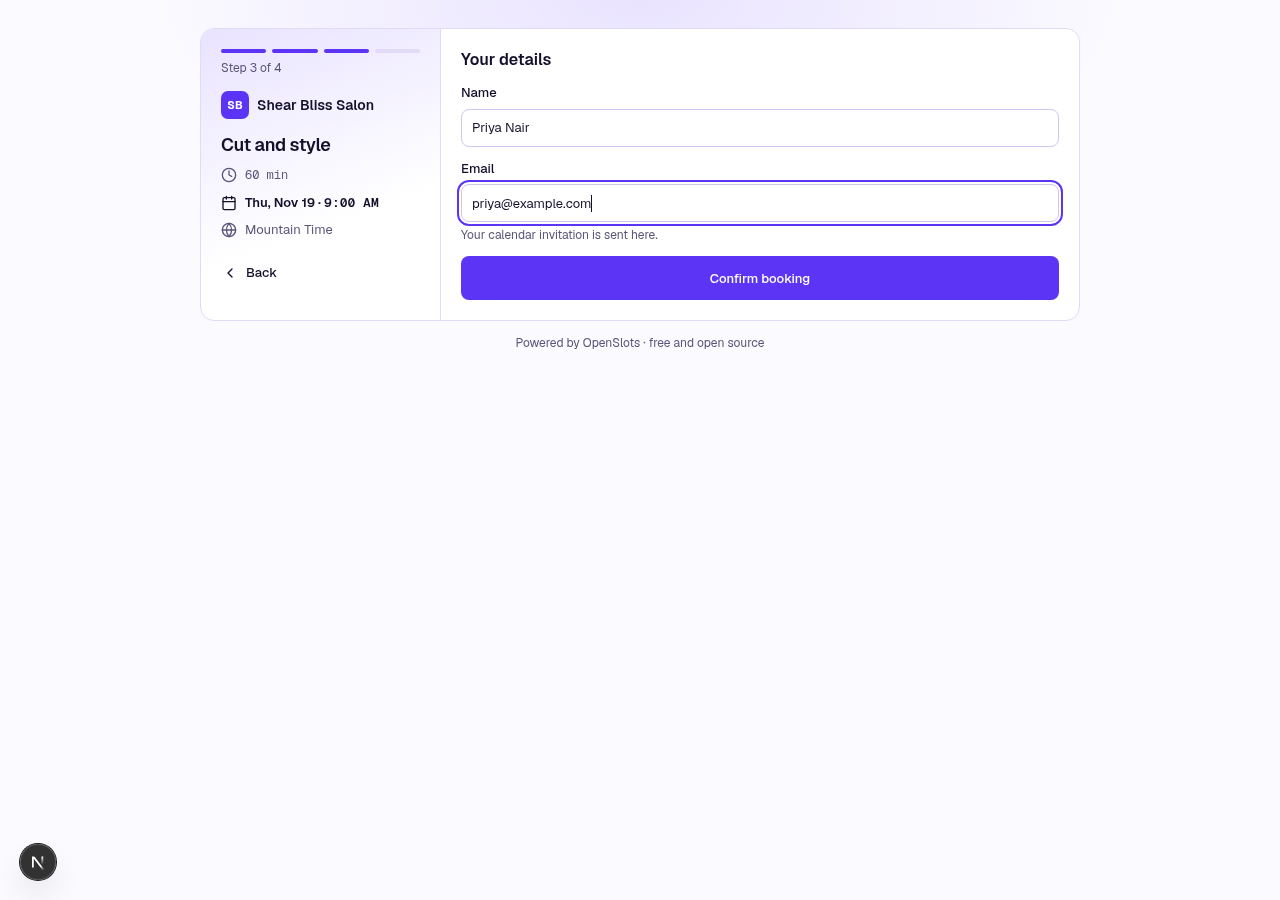 Step 3 of 4
SB Shear Bliss Salon
Cut and style
60 min
Thu, Nov 19 · 9:00 AM
Mountain Time
Back
Your details
Name
Priya Nair
Email
priya@example.com
Your calendar invitation is sent here.
Confirm booking
Powered by OpenSlots · free and open source
N